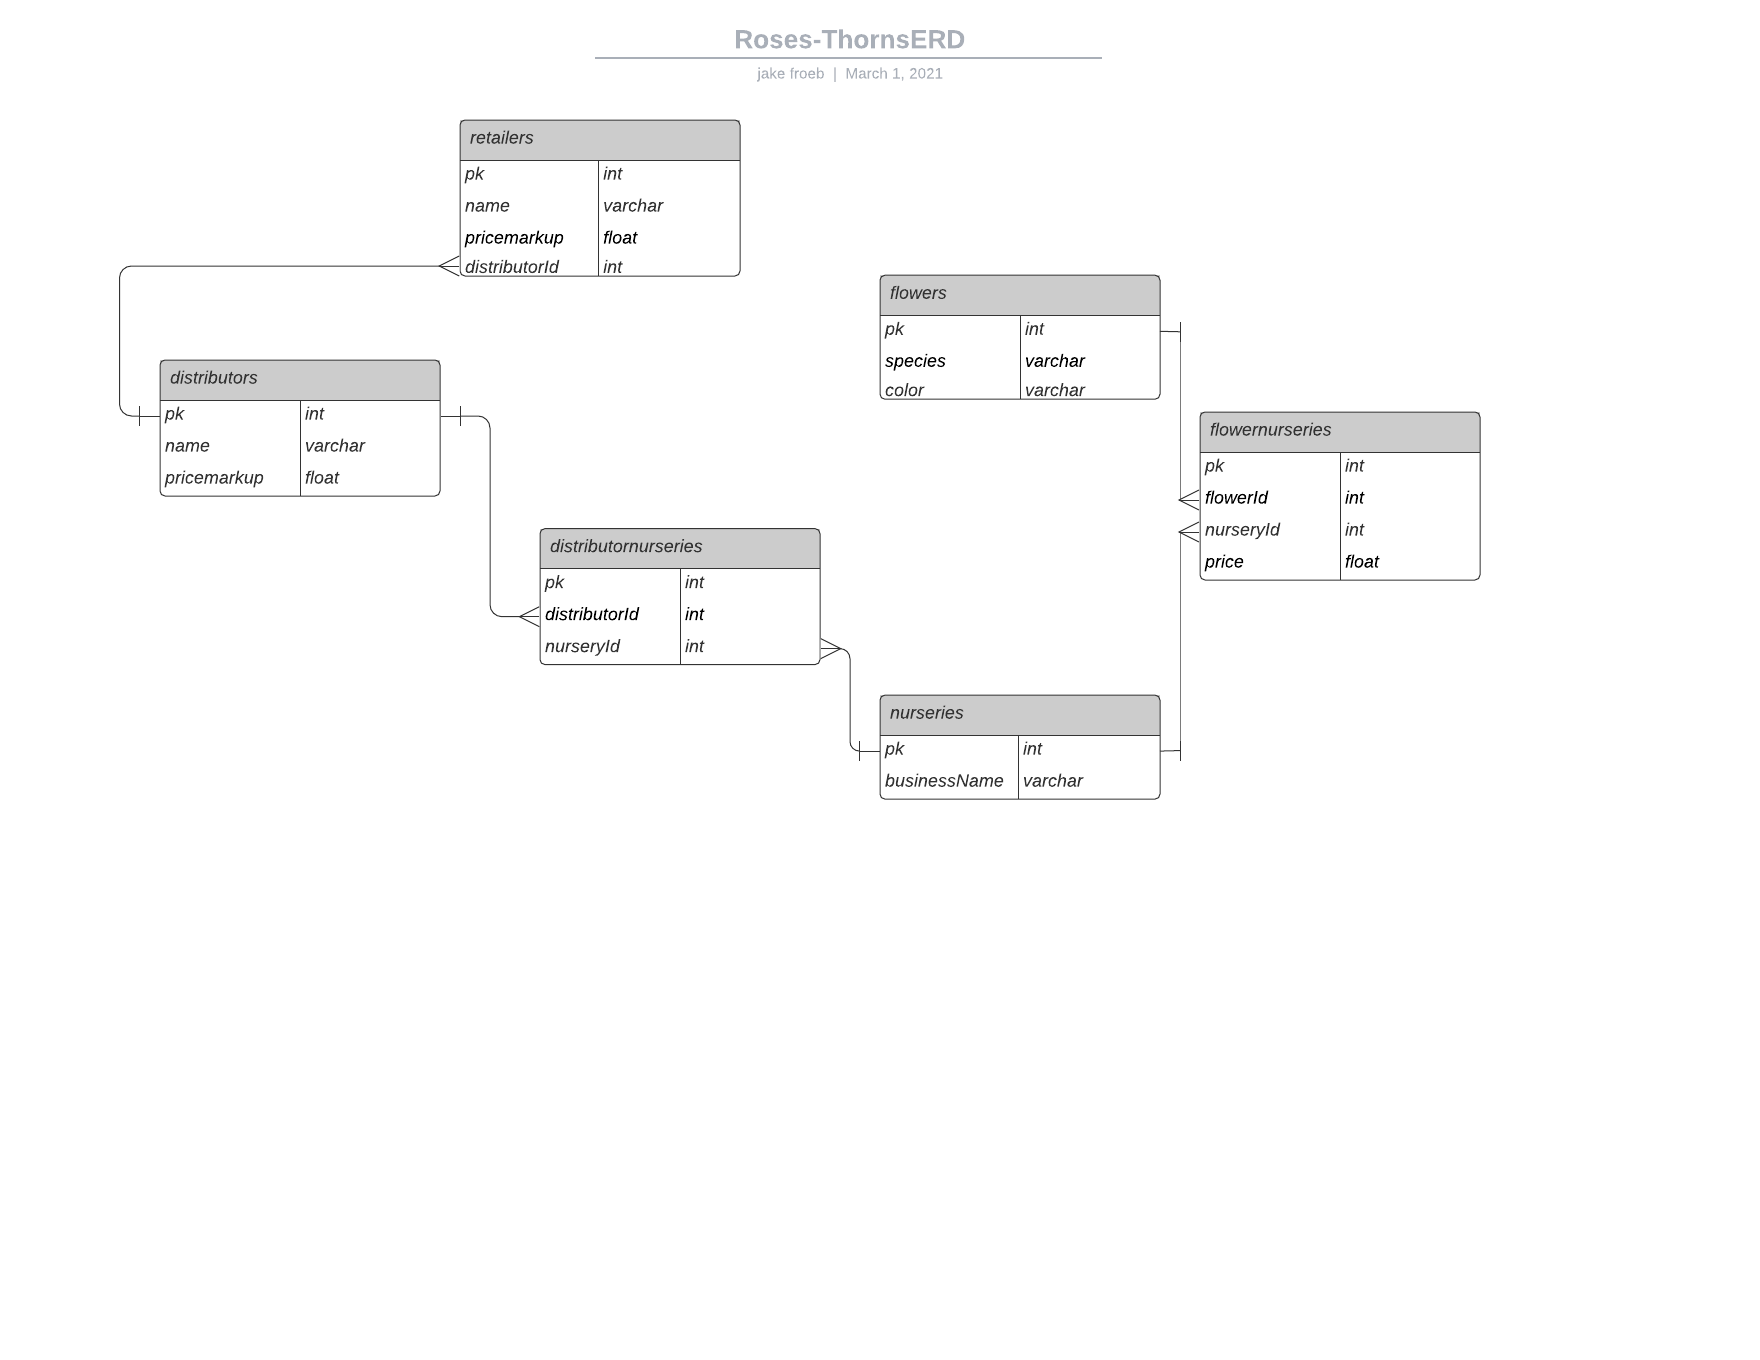 Roses-ThornsERD
jake froeb | March 1, 2021
retailers
pk int
name varchar
pricemarkup float
distributorId int
flowers
pk int
species varchar
color varchar
distributors
pk int
name varchar
pricemarkup float
flowernurseries
pk int
flowerId int
nurseryId int
price float
distributornurseries
pk int
distributorId int
nurseryId int
nurseries
pk int
businessName varchar